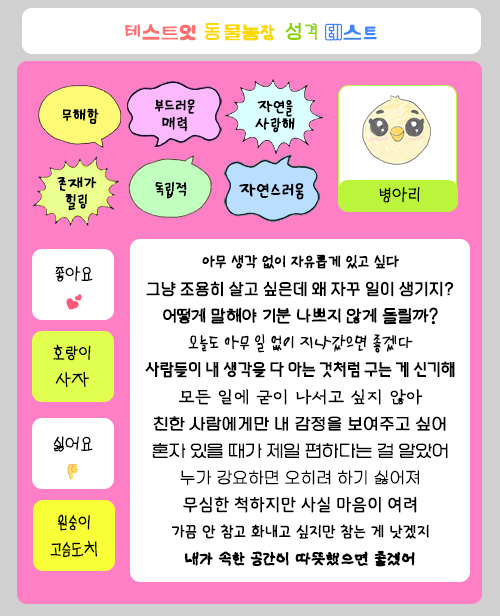 테스트잇 동물농장 성격 테스트
무해함
부드러운
매력
자연을
사랑해
존재가
힐링
독립적
자연스러움
병아리
좋아요
호랑이
사자
싫어요
원숭이
고슴도치
아무 생각 없이 자유롭게 있고 싶다
그냥 조용히 살고 싶은데 왜 자꾸 일이 생기지?
어떻게 말해야 기분 나쁘지 않게 들릴까?
오늘도 아무 일 없이 지나갔으면 좋겠다
사람들이 내 생각을 다 아는 것처럼 구는 게 신기해
모든 일에 굳이 나서고 싶지 않아
친한 사람에게만 내 감정을 보여주고 싶어
혼자 있을 때가 제일 편하다는 걸 알았어
누가 강요하면 오히려 하기 싫어져
무심한 척하지만 사실 마음이 여려
가끔 안 참고 화내고 싶지만 참는 게 낫겠지
내가 속한 공간이 따뜻했으면 좋겠어